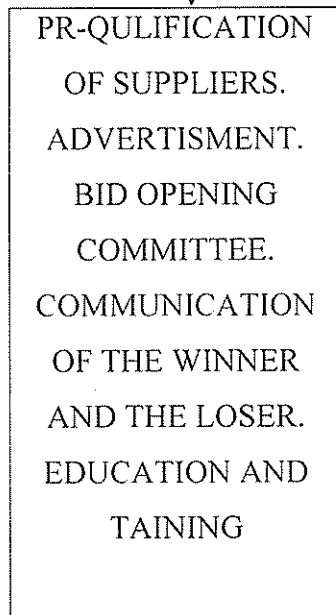 PR-QULIFICATION
OF SUPPLIERS.
ADVERTISMENT.
BID OPENING
COMMITTEE.
COMMUNICATION
OF THE WINNER
AND THE LOSER.
EDUCATION AND
TAINING